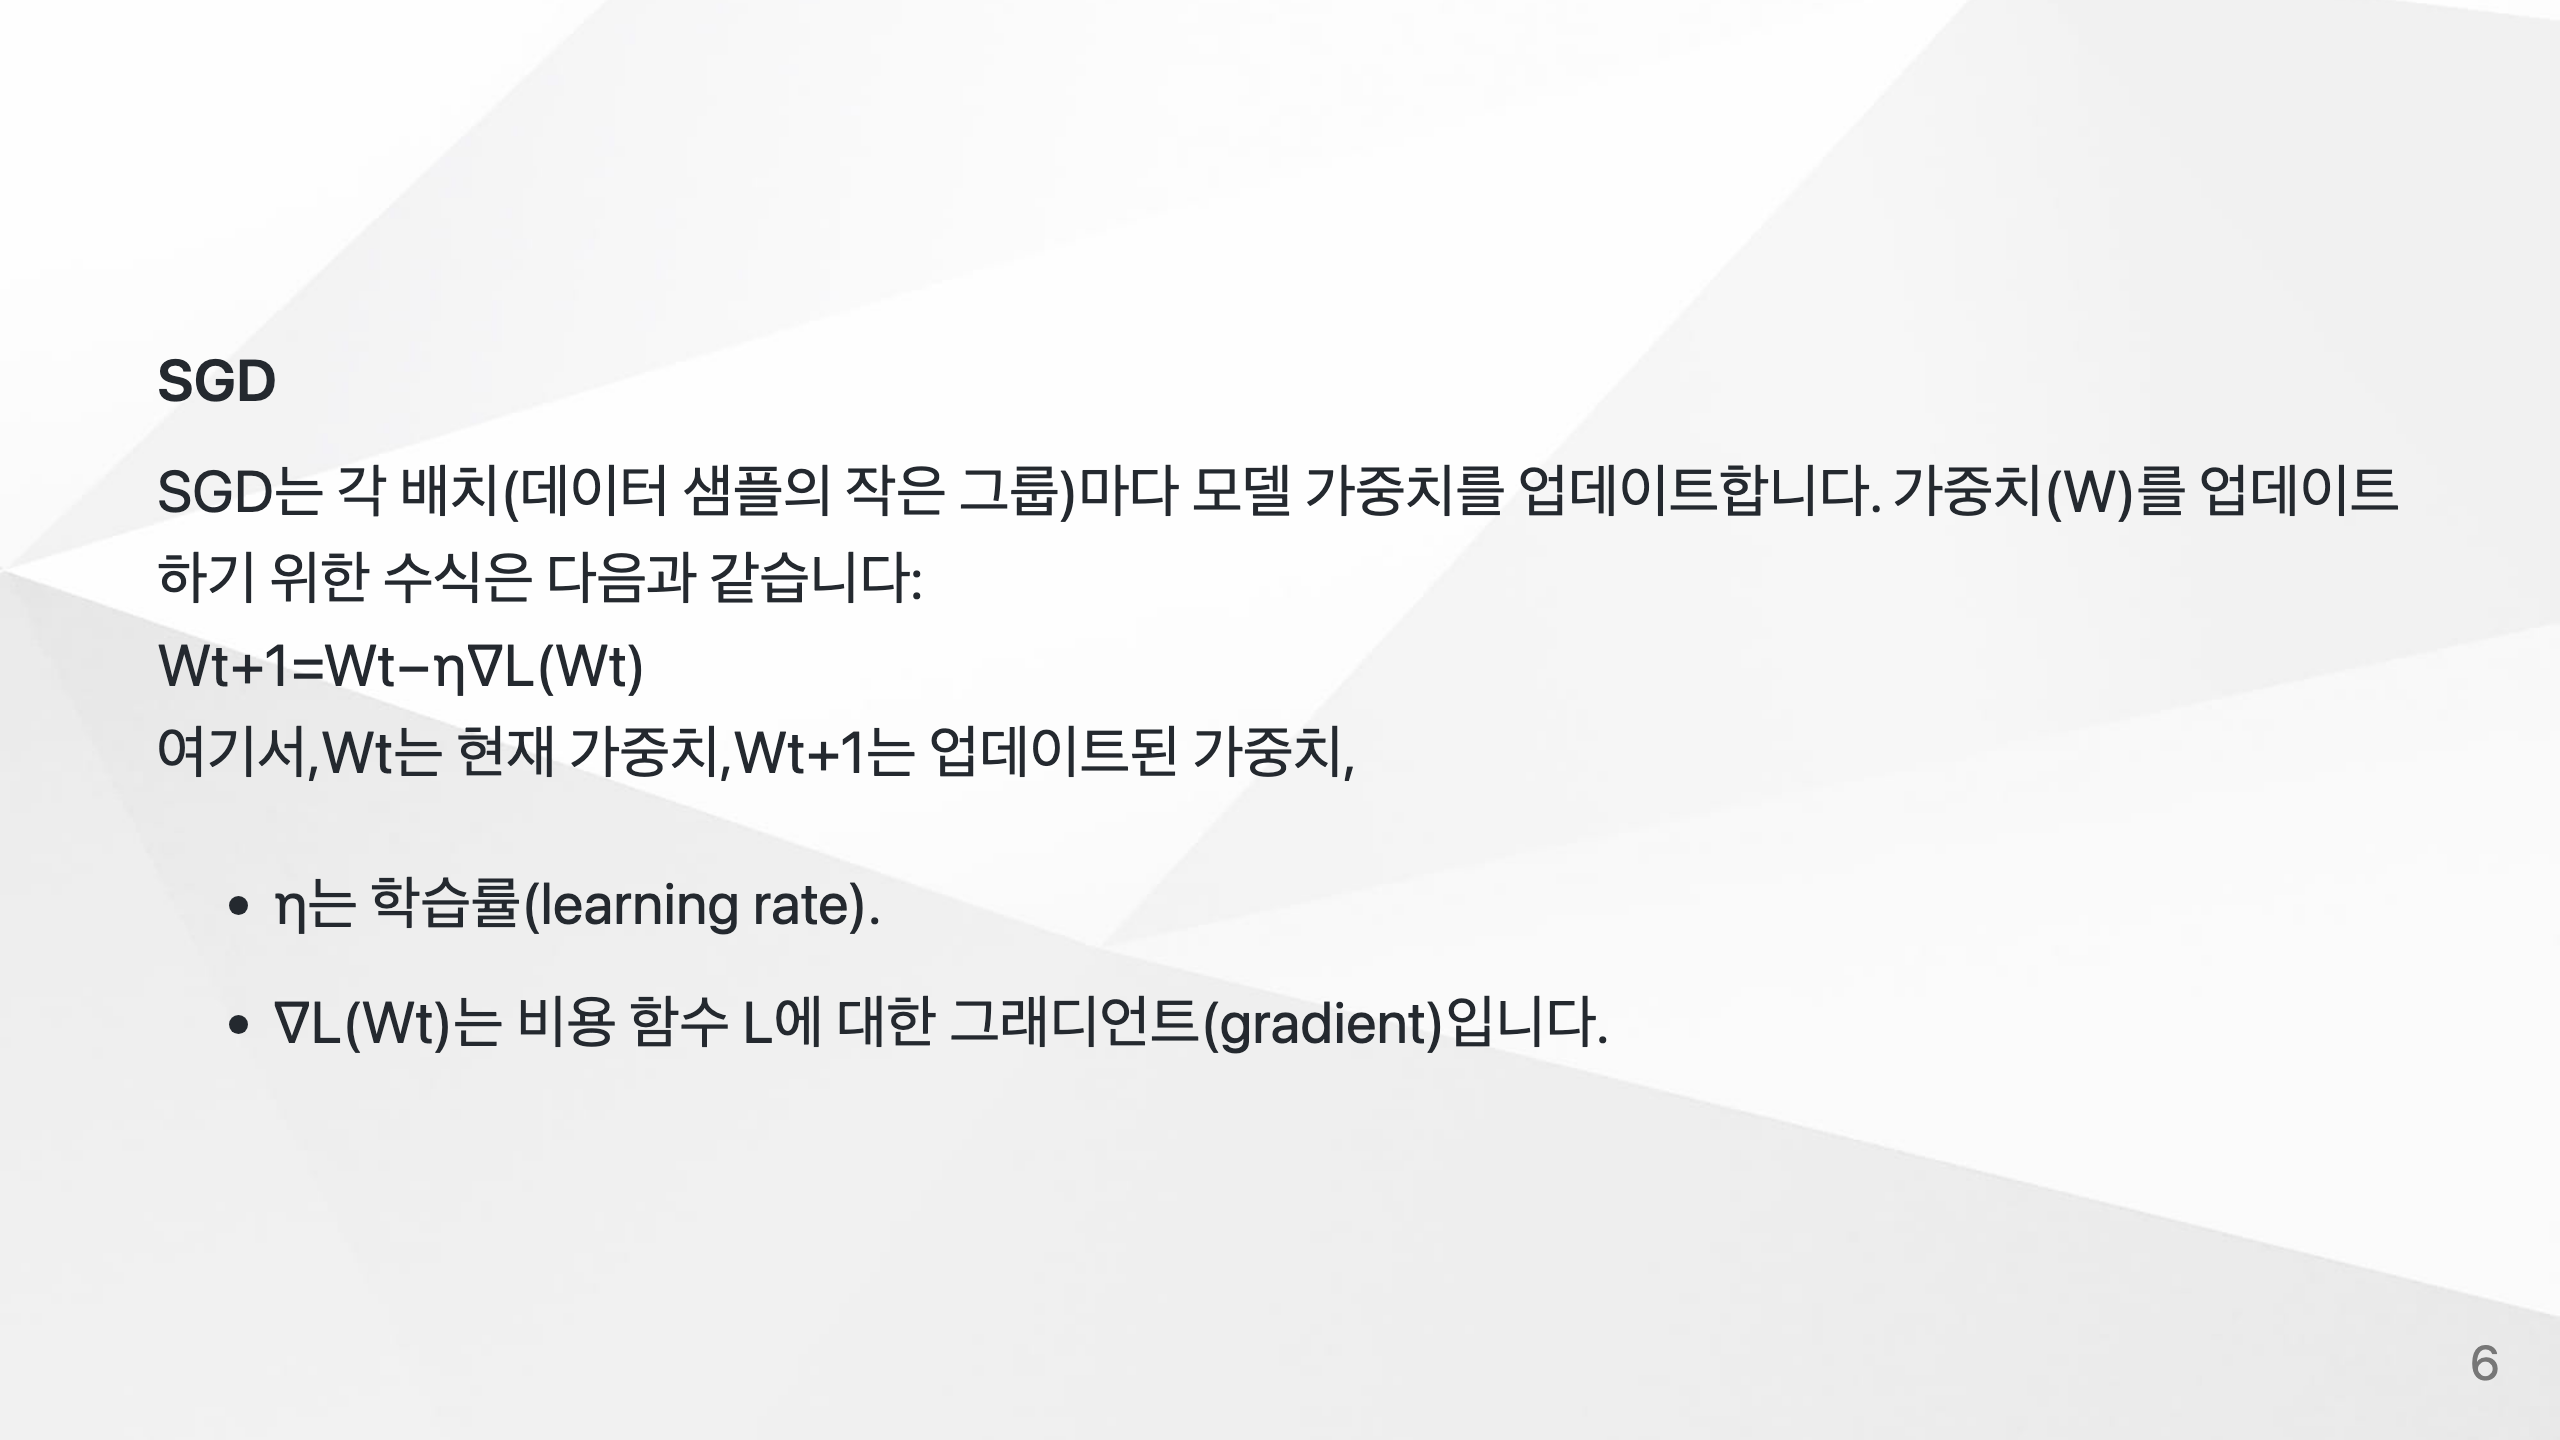 SGD
SGD는 각 배치(데이터 샘플의 작은 그룹)마다 모델 가중치를 업데이트합니다. 가중치(W)를 업데이트
하기 위한 수식은 다음과 같습니다:
Wt+1=Wt−η∇L(Wt)
여기서,Wt는 현재 가중치,Wt+1는 업데이트된 가중치,
• η는 학습률(learning rate).
• ∇L(Wt)는 비용 함수 L에 대한 그래디언트(gradient)입니다.
6